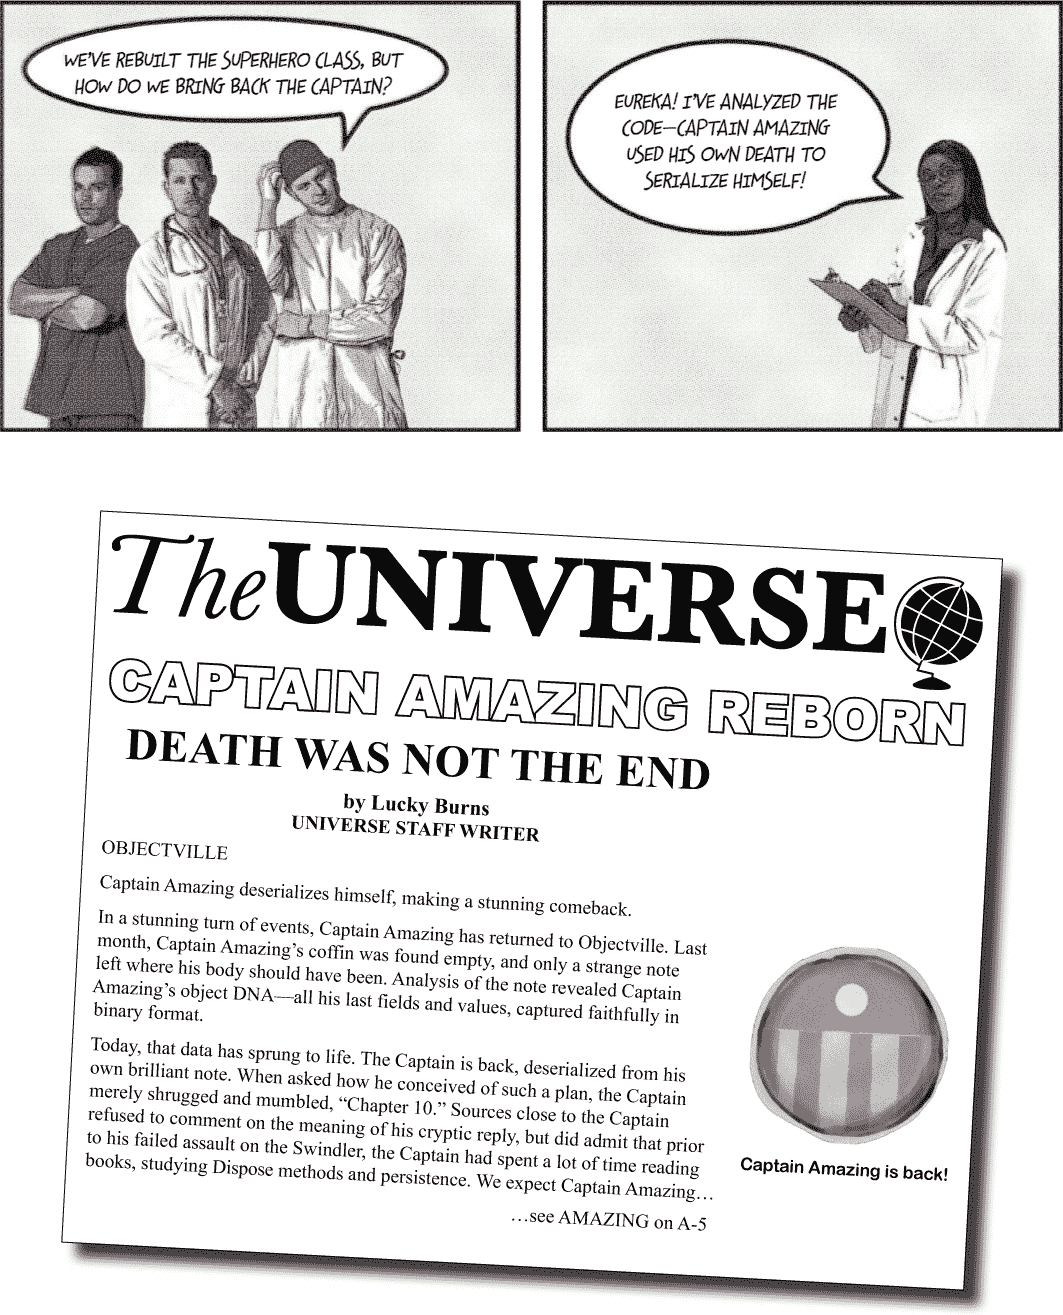 WE'VE REBUILT THE SUPERHERO CLASS, BUT
HOW DO WE BRING BACK THE CAPTAIN?
EUREKA! I'VE ANALYZED THE
CODE—CAPTAIN AMAZING
USED HIS OWN DEATH TO
SERIALIZE HIMSELF!
The UNIVERSE
CAPTAIN AMAZING REBORN
DEATH WAS NOT THE END
by Lucky Burns
UNIVERSE STAFF WRITER
OBJECTVILLE
Captain Amazing deserializes himself, making a stunning comeback.
In a stunning turn of events, Captain Amazing has returned to Objectville. Last
month, Captain Amazing's coffin was found empty, and only a strange note
left where his body should have been. Analysis of the note revealed Captain
Amazing's object DNA—all his last fields and values, captured faithfully in
binary format.
Today, that data has sprung to life. The Captain is back, deserialized from his
own brilliant note. When asked how he conceived of such a plan, the Captain
merely shrugged and mumbled, “Chapter 10.” Sources close to the Captain
refused to comment on the meaning of his cryptic reply, but did admit that prior
to his failed assault on the Swindler, the Captain had spent a lot of time reading
books, studying Dispose methods and persistence. We expect Captain Amazing…
…see AMAZING on A-5
Captain Amazing is back!